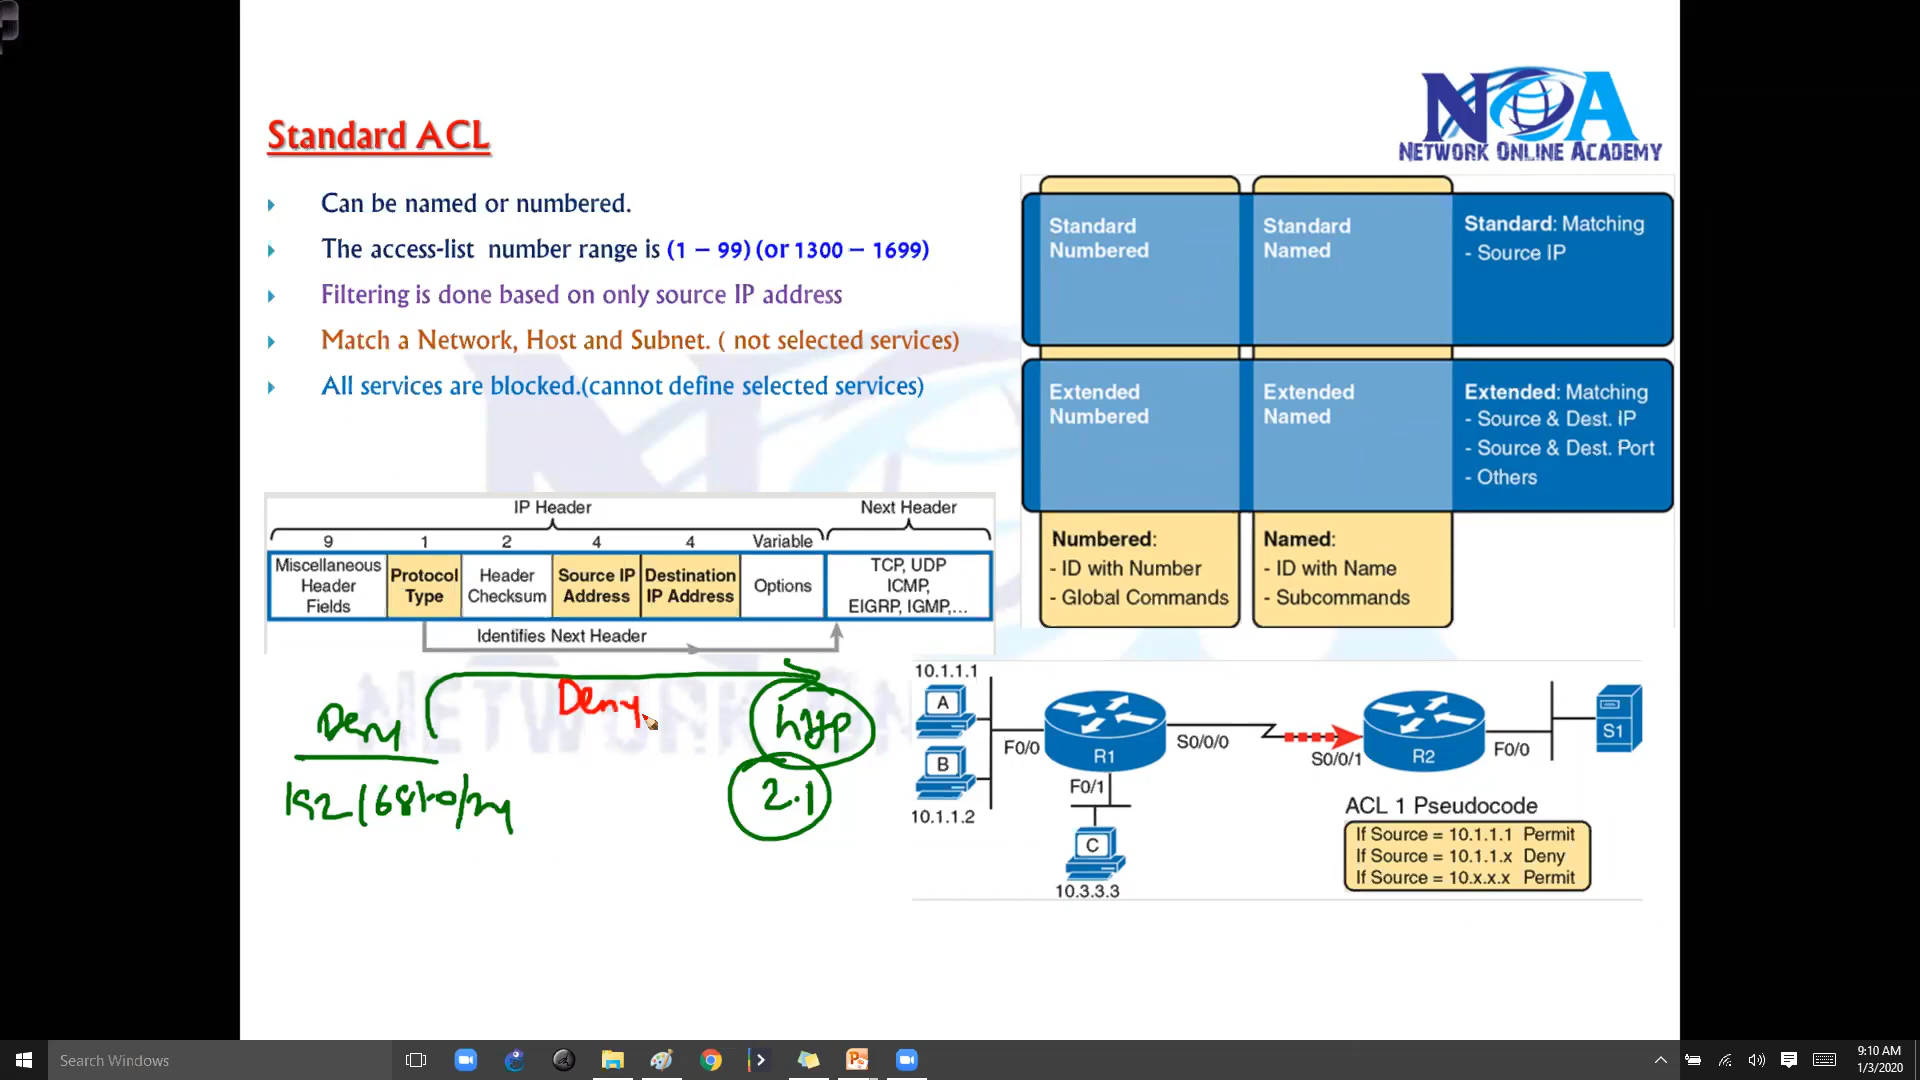 NOA
NETWORK ONLINE ACADEMY
Standard ACL
Can be named or numbered.
The access-list number range is (1 – 99) (or 1300 – 1699)
Filtering is done based on only source IP address
Match a Network, Host and Subnet. ( not selected services)
All services are blocked.(cannot define selected services)
Standard Numbered
Standard Named
Standard: Matching
- Source IP
Extended Numbered
Extended Named
Extended: Matching
- Source & Dest. IP
- Source & Dest. Port
- Others
Numbered:
- ID with Number
- Global Commands
Named:
- ID with Name
- Subcommands
IP Header
Next Header
9 1 2 4 4 Variable
Miscellaneous Header Fields
Protocol Type
Header Checksum
Source IP Address
Destination IP Address
Options
TCP, UDP
ICMP,
EIGRP, IGMP,...
Identifies Next Header
Deny
Deny
2.1
10.1.1.1
A
B
10.1.1.2
F0/0
R1
S0/0/0
F0/1
C
10.3.3.3
S0/0/1
R2
F0/0
S1
ACL 1 Pseudocode
If Source = 10.1.1.1 Permit
If Source = 10.1.1.x Deny
If Source = 10.x.x.x Permit
Search Windows
9:10 AM
1/3/2020